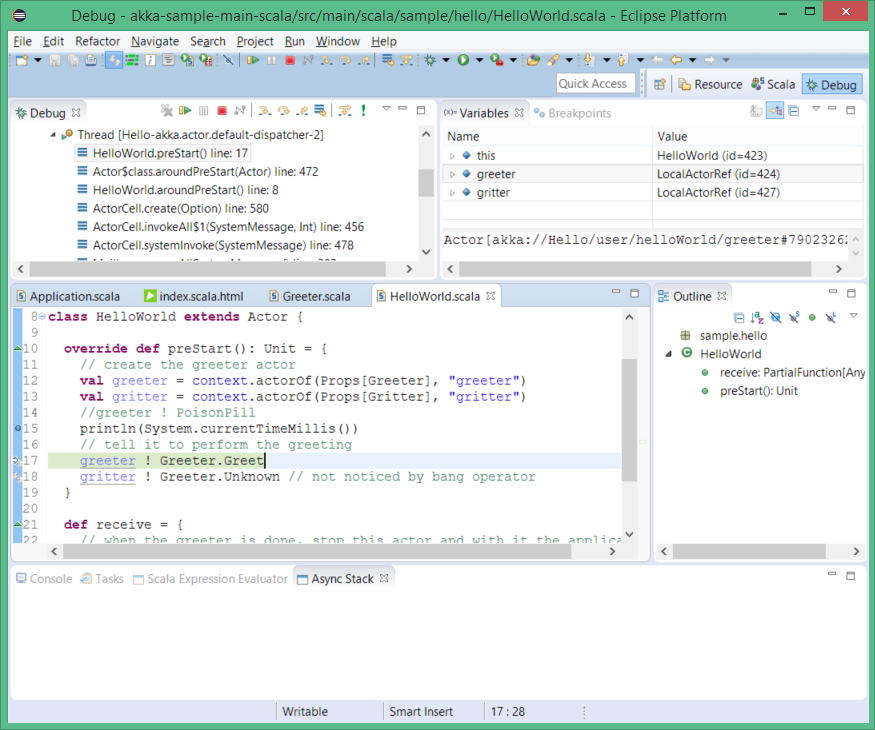 Debug - akka-sample-main-scala/src/main/scala/sample/hello/HelloWorld.scala - Eclipse Platform
File Edit Refactor Navigate Search Project Run Window Help
Quick Access Resource Scala Debug
Debug
Thread [Hello-akka.actor.default-dispatcher-2]
HelloWorld.preStart() line: 17
Actor$class.aroundPreStart(Actor) line: 472
HelloWorld.aroundPreStart() line: 8
ActorCell.create(Option) line: 580
ActorCell.invokeAll$1(SystemMessage, Int) line: 456
ActorCell.systemInvoke(SystemMessage) line: 478
(x)= Variables Breakpoints
Name Value
this HelloWorld (id=423)
greeter LocalActorRef (id=424)
gritter LocalActorRef (id=427)
Actor[akka://Hello/user/helloWorld/greeter#79023262
Application.scala index.scala.html Greeter.scala HelloWorld.scala
8 class HelloWorld extends Actor {
9
10 override def preStart(): Unit = {
11 // create the greeter actor
12 val greeter = context.actorOf(Props[Greeter], "greeter")
13 val gritter = context.actorOf(Props[Gritter], "gritter")
14 //greeter ! PoisonPill
15 println(System.currentTimeMillis())
16 // tell it to perform the greeting
17 greeter ! Greeter.Greet
18 gritter ! Greeter.Unknown // not noticed by bang operator
19 }
20
21 def receive = {
22 // when the greeter is done, stop this actor and with it the applica
Outline
sample.hello
HelloWorld
receive: PartialFunction[Any
preStart(): Unit
Console Tasks Scala Expression Evaluator Async Stack
Writable Smart Insert 17 : 28